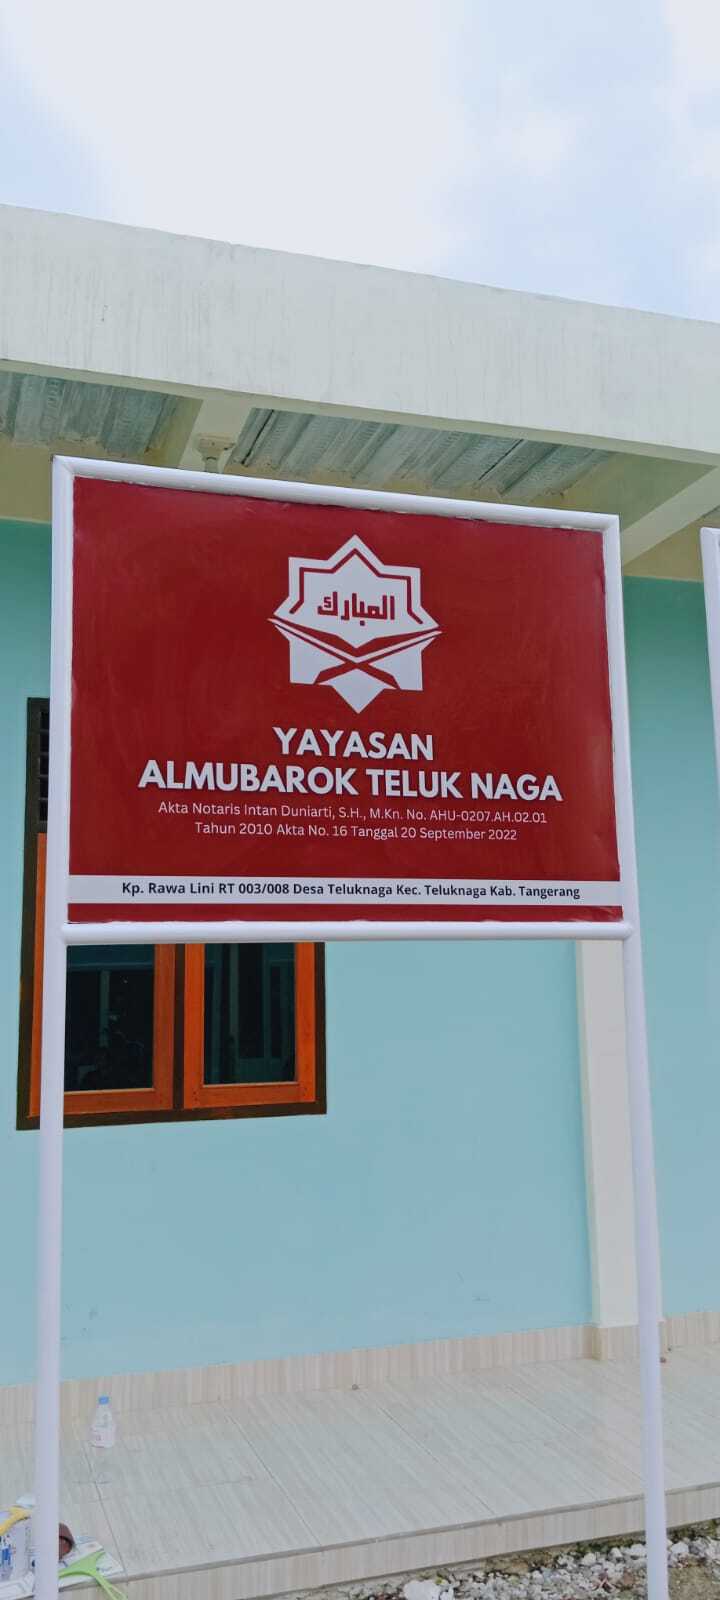 المبارك
YAYASAN
ALMUBAROK TELUK NAGA
Akta Notaris Intan Duniarti, S.H., M.Kn. No. AHU-0207.AH.02.01
Tahun 2010 Akta No. 16 Tanggal 20 September 2022
Kp. Rawa Lini RT 003/008 Desa Teluknaga Kec. Teluknaga Kab. Tangerang